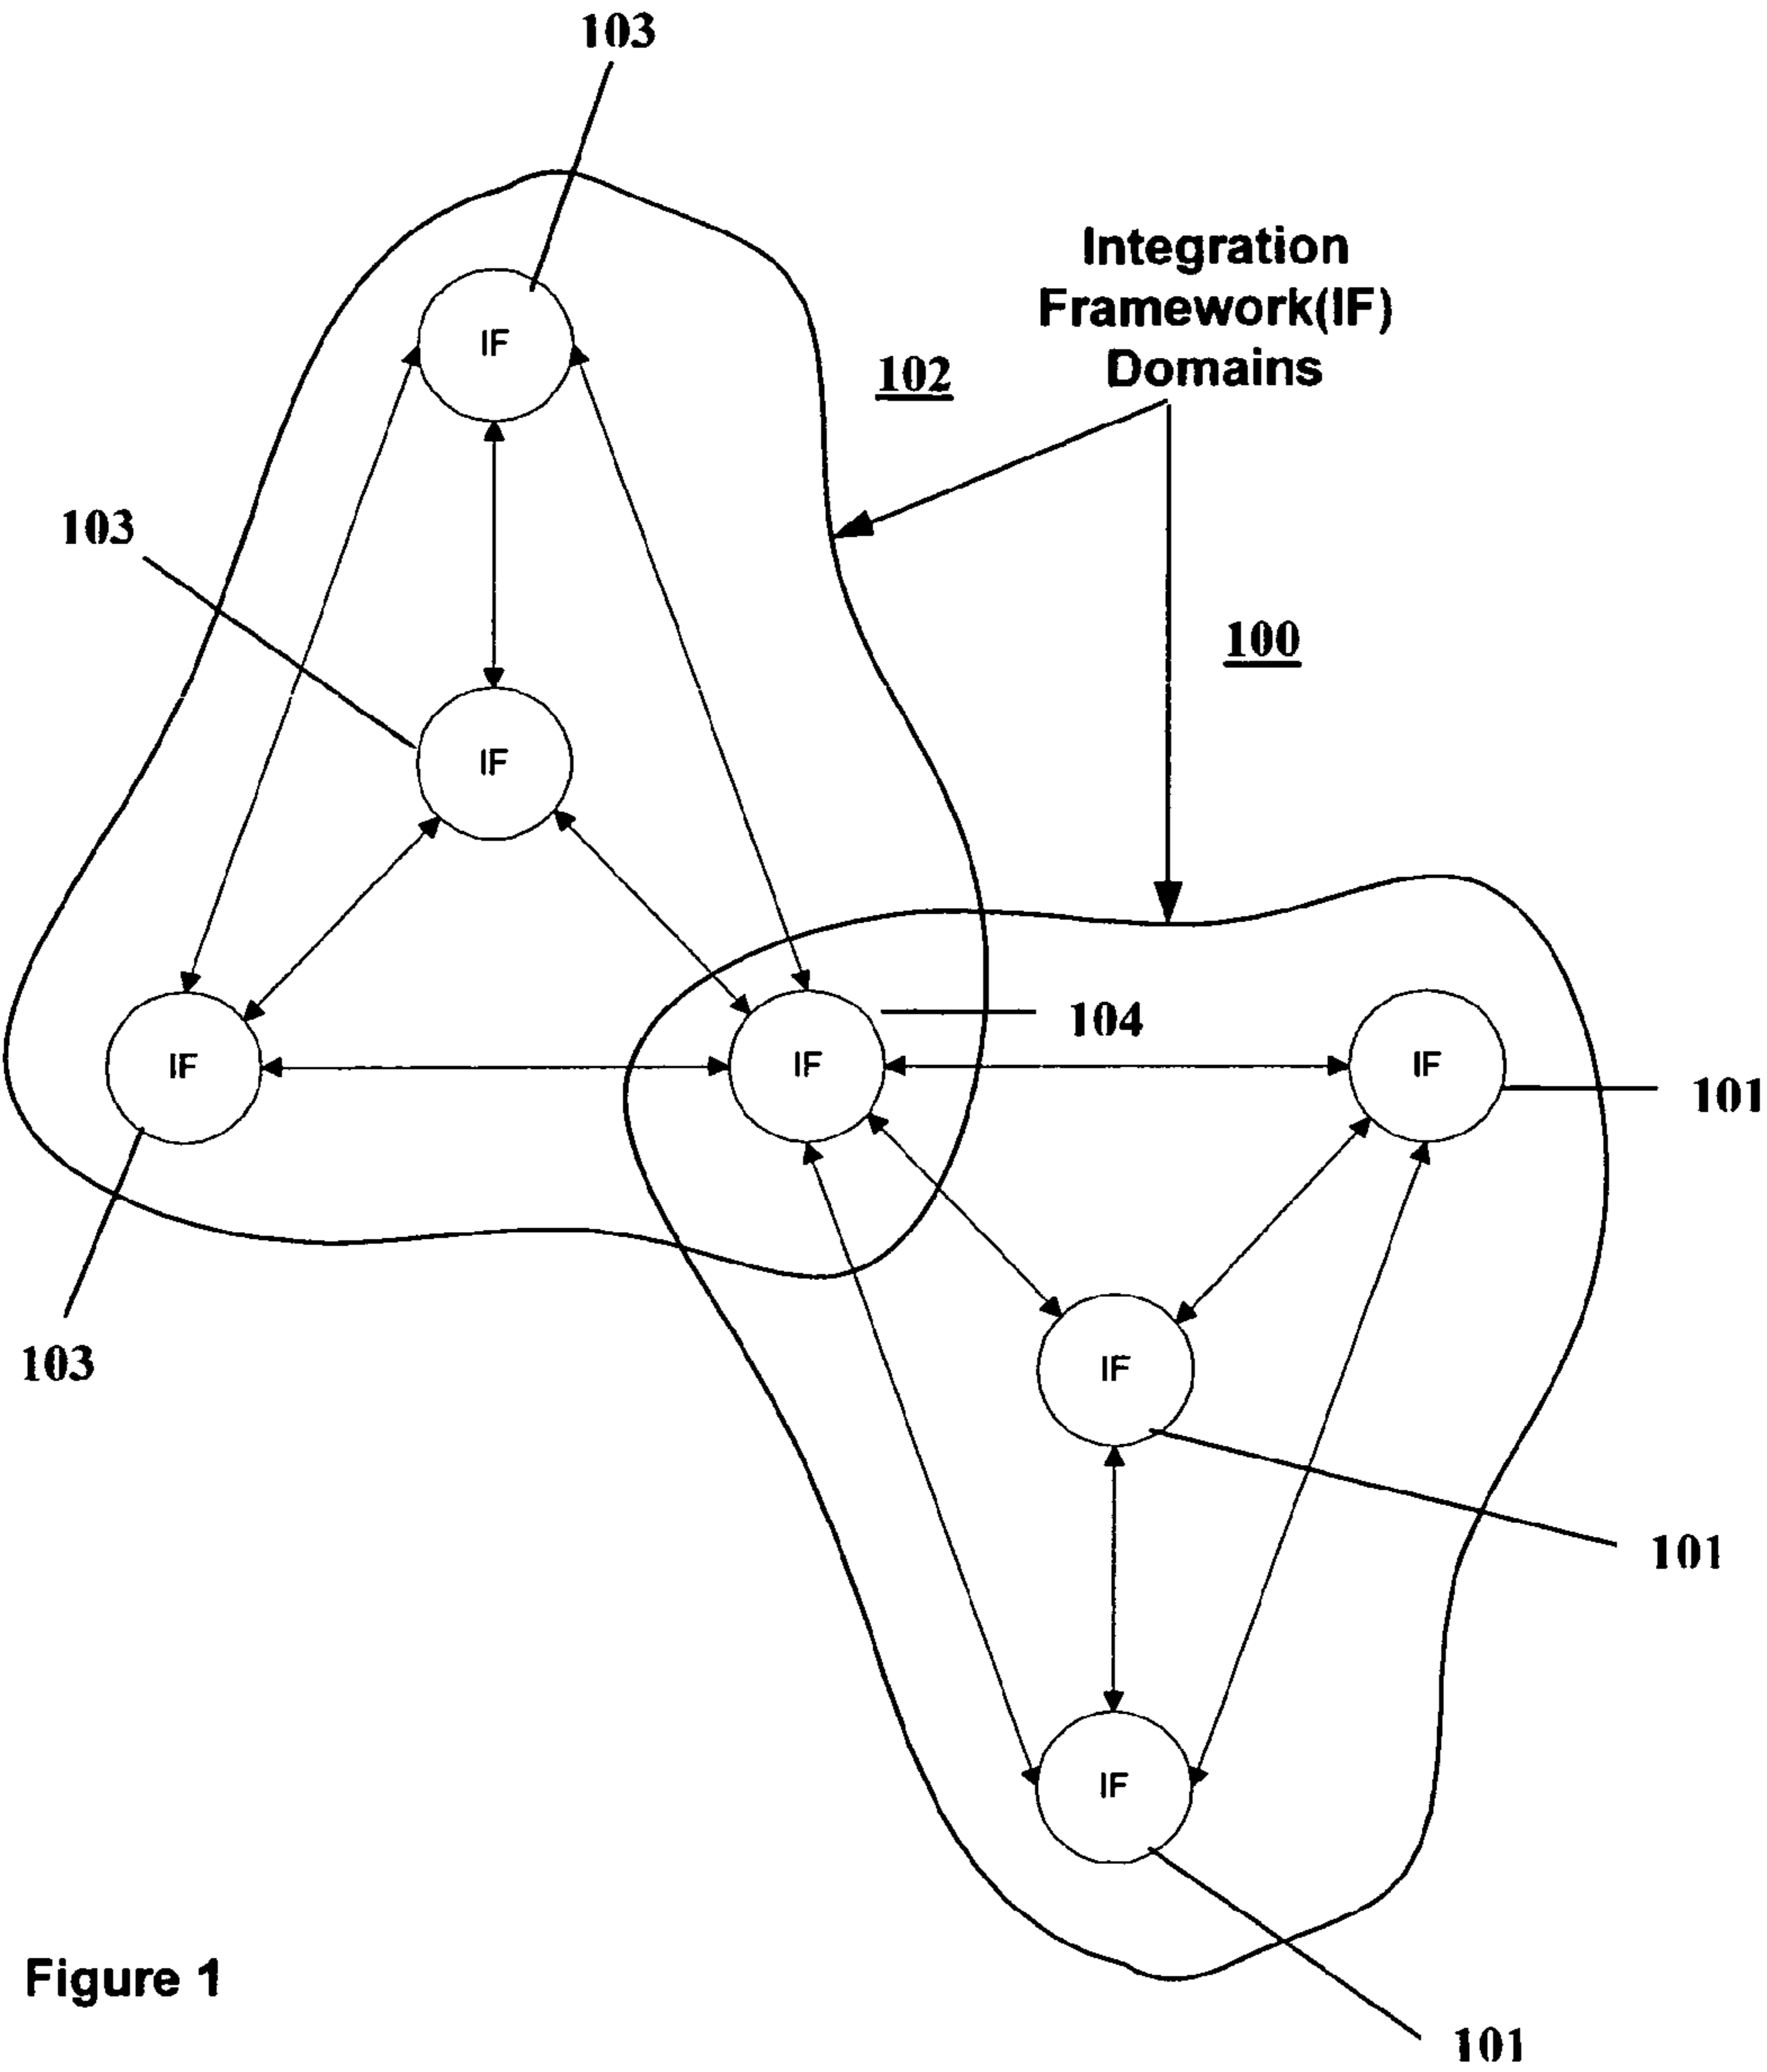 103
Integration
Framework(IF)
Domains
102
IF
103
100
IF
104
IF
IF
IF
101
IF
103
101
IF
Figure 1
101